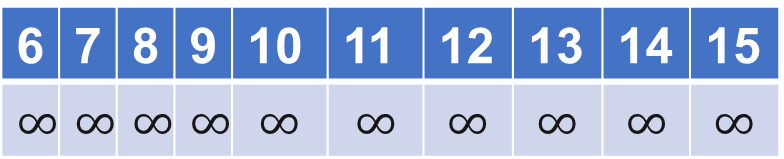 6 7 8 9 10 11 12 13 14 15
∞ ∞ ∞ ∞ ∞ ∞ ∞ ∞ ∞ ∞